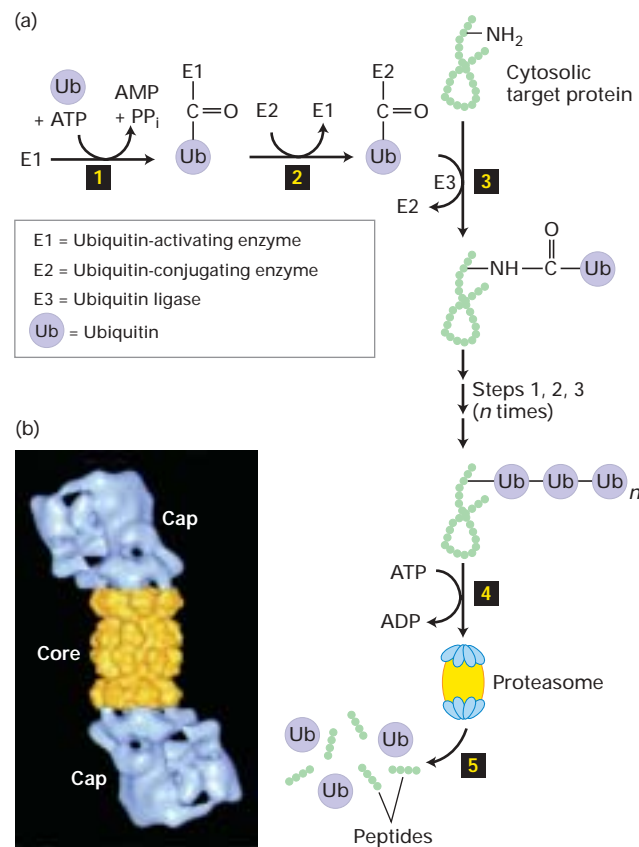 (a)
Ub
+ ATP
AMP
+ PPi
E1
1
E1
C=O
Ub
E2
E1
2
E2
C=O
Ub
NH2
Cytosolic
target protein
E3
E2
3
E1 = Ubiquitin-activating enzyme
E2 = Ubiquitin-conjugating enzyme
E3 = Ubiquitin ligase
Ub = Ubiquitin
O
NH C Ub
Steps 1, 2, 3
(n times)
Ub Ub Ub n
ATP
ADP
4
Proteasome
5
Ub
Ub
Ub
Peptides
(b)
Cap
Core
Cap